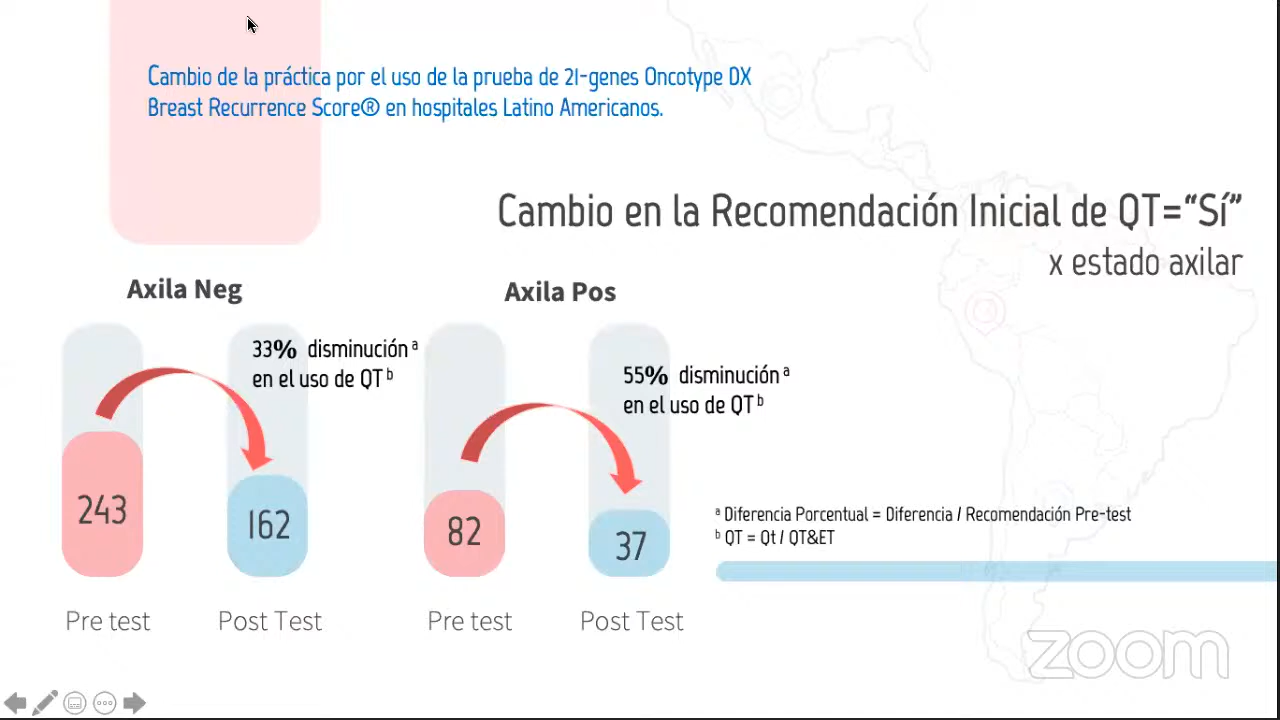 Cambio de la práctica por el uso de la prueba de 21-genes Oncotype DX
Breast Recurrence Score® en hospitales Latino Americanos.
Cambio en la Recomendación Inicial de QT=“Sí”
x estado axilar
Axila Neg
Axila Pos
33% disminución a
en el uso de QT b
55% disminución a
en el uso de QT b
243
162
82
37
a Diferencia Porcentual = Diferencia / Recomendación Pre-test
b QT = Qt / QT&ET
Pre test
Post Test
Pre test
Post Test
zoom